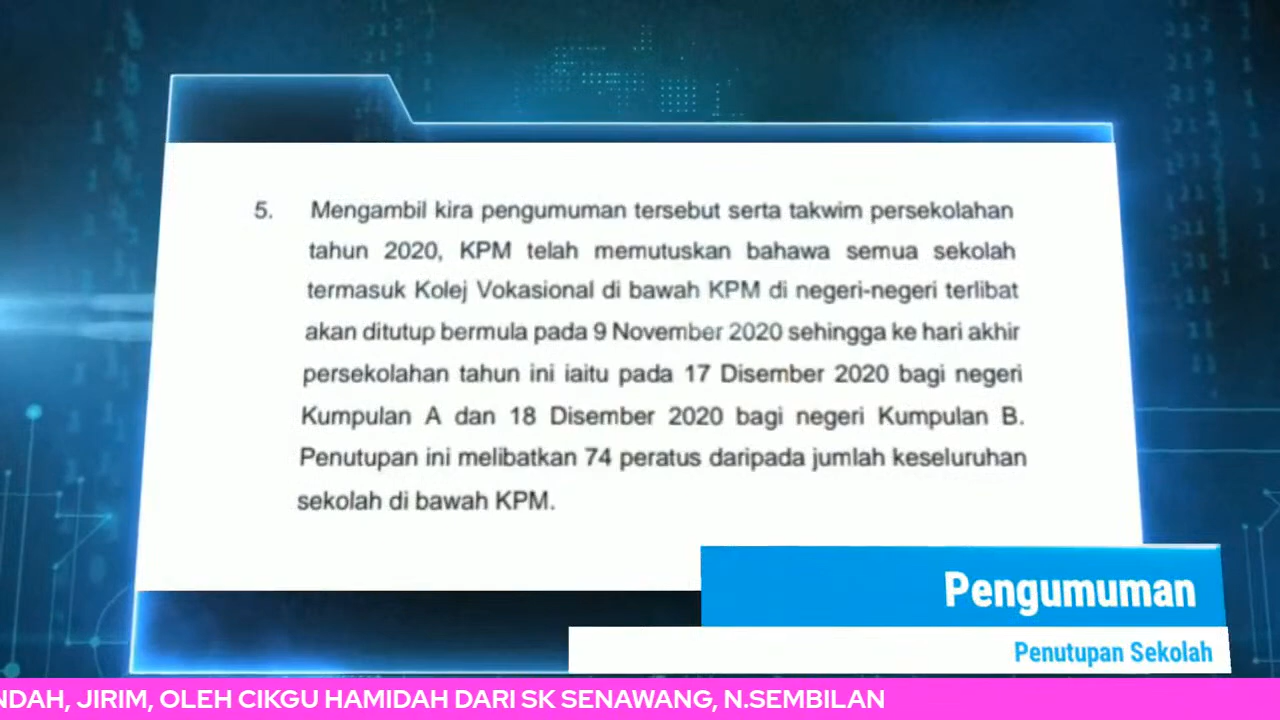 5. Mengambil kira pengumuman tersebut serta takwim persekolahan
tahun 2020, KPM telah memutuskan bahawa semua sekolah
termasuk Kolej Vokasional di bawah KPM di negeri-negeri terlibat
akan ditutup bermula pada 9 November 2020 sehingga ke hari akhir
persekolahan tahun ini iaitu pada 17 Disember 2020 bagi negeri
Kumpulan A dan 18 Disember 2020 bagi negeri Kumpulan B.
Penutupan ini melibatkan 74 peratus daripada jumlah keseluruhan
sekolah di bawah KPM.
Pengumuman
Penutupan Sekolah
NDAH, JIRIM, OLEH CIKGU HAMIDAH DARI SK SENAWANG, N.SEMBILAN